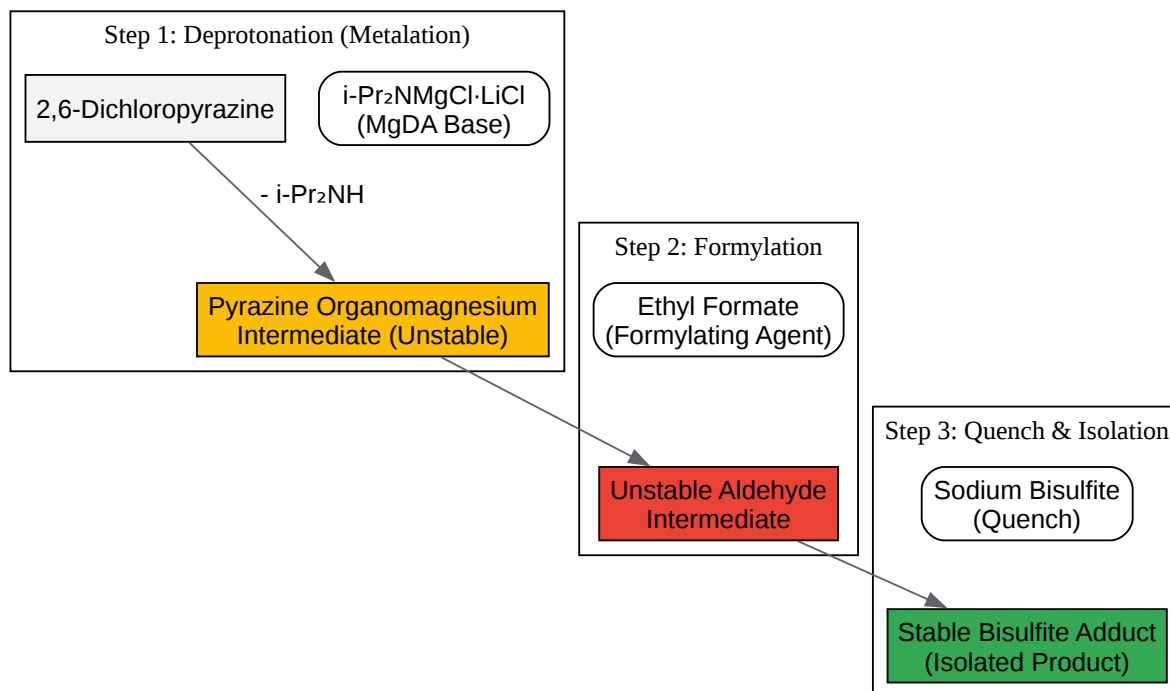 Step 1: Deprotonation (Metalation)
2,6-Dichloropyrazine
i-Pr₂NMgCl·LiCl
(MgDA Base)
- i-Pr₂NH
Pyrazine Organomagnesium
Intermediate (Unstable)
Step 2: Formylation
Ethyl Formate
(Formylating Agent)
Unstable Aldehyde
Intermediate
Step 3: Quench & Isolation
Sodium Bisulfite
(Quench)
Stable Bisulfite Adduct
(Isolated Product)